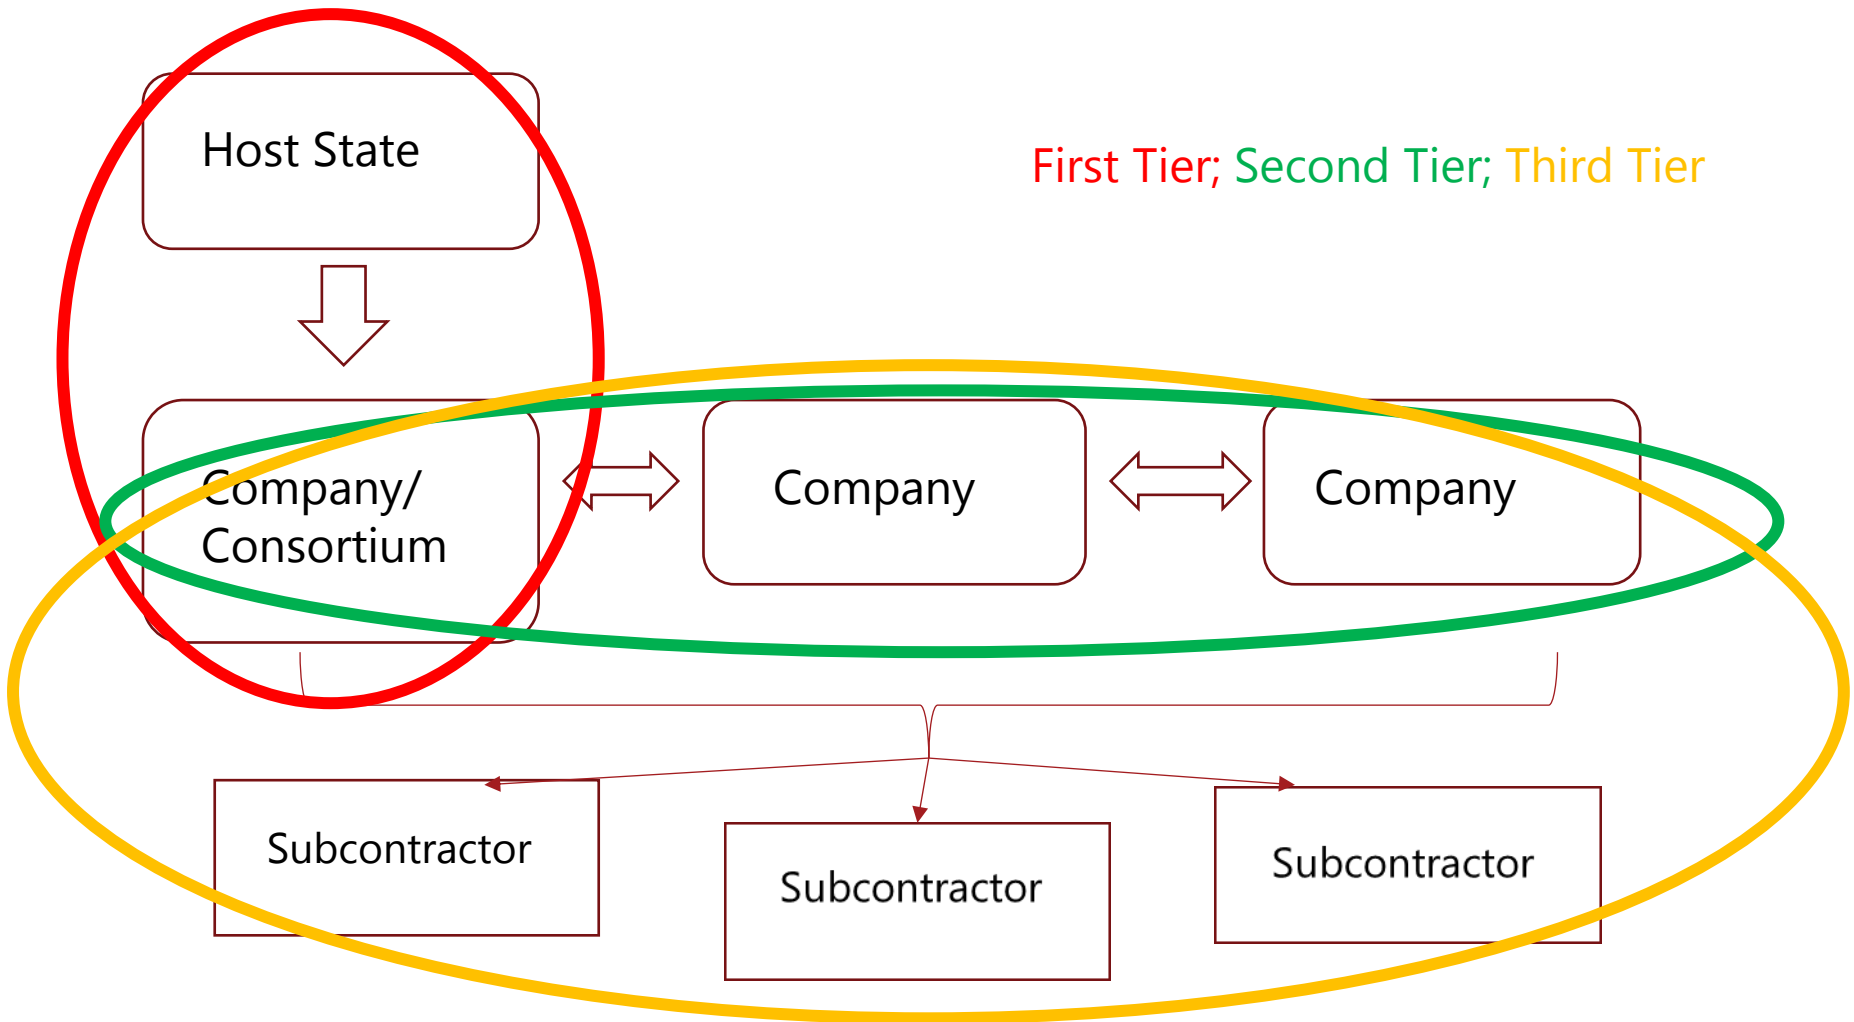 Host State
First Tier; Second Tier; Third Tier
Company/
Consortium
Company
Company
Subcontractor
Subcontractor
Subcontractor